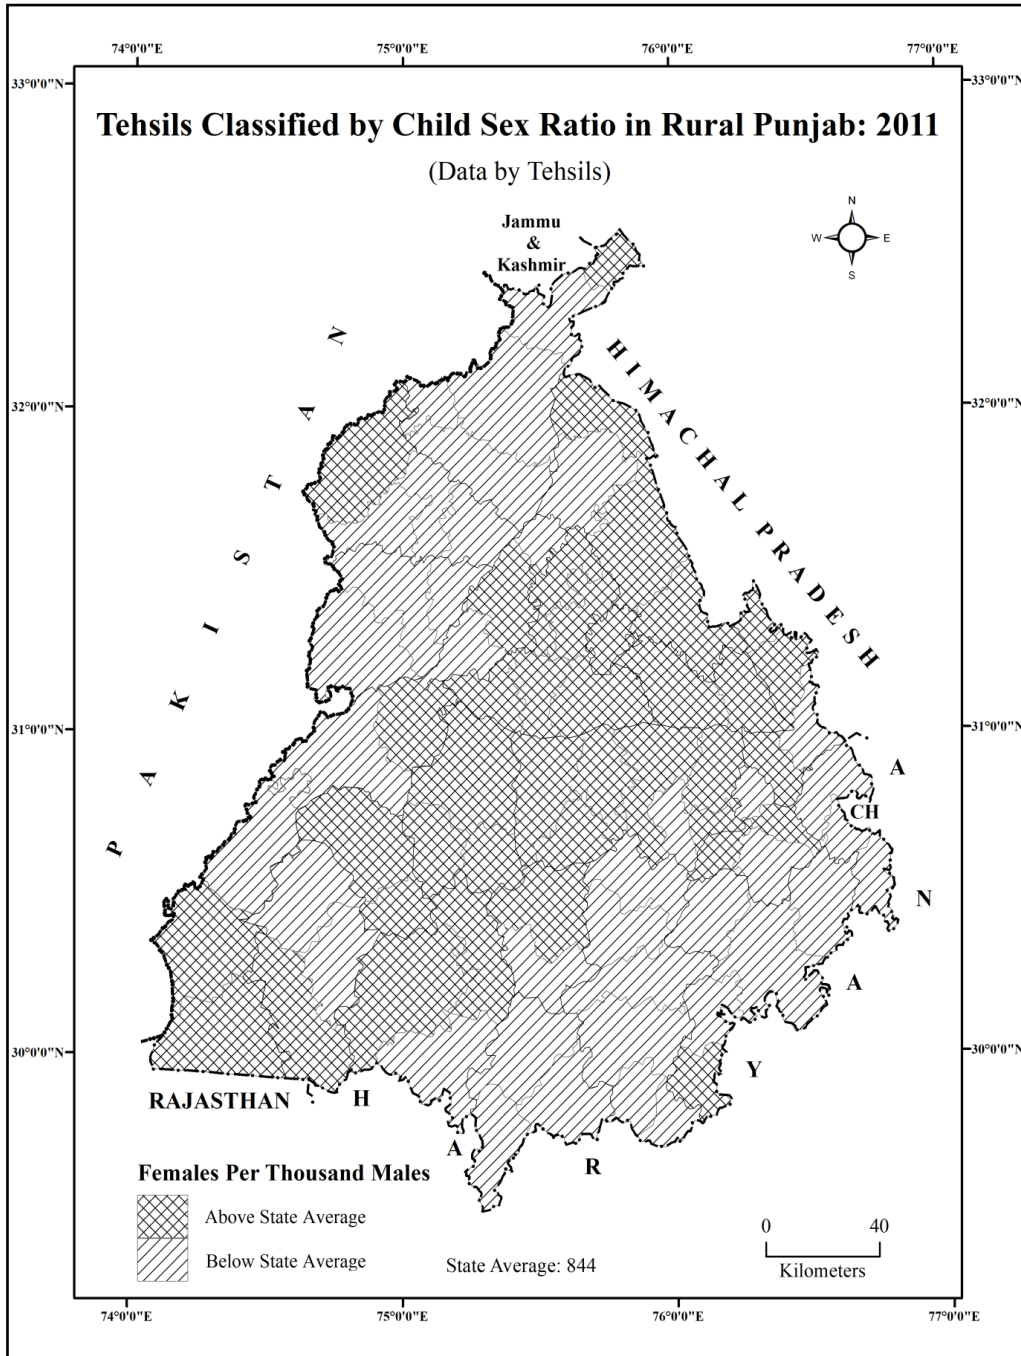 74°0'0"E 75°0'0"E 76°0'0"E 77°0'0"E
33°0'0"N 33°0'0"N
Tehsils Classified by Child Sex Ratio in Rural Punjab: 2011
(Data by Tehsils)
N
W E
S
Jammu
&
Kashmir
PAKISTAN
HIMACHAL PRADESH
32°0'0"N 32°0'0"N
31°0'0"N 31°0'0"N
CH
30°0'0"N 30°0'0"N
RAJASTHAN
HARYANA
Females Per Thousand Males
Above State Average
Below State Average
State Average: 844
0 40
Kilometers
74°0'0"E 75°0'0"E 76°0'0"E 77°0'0"E